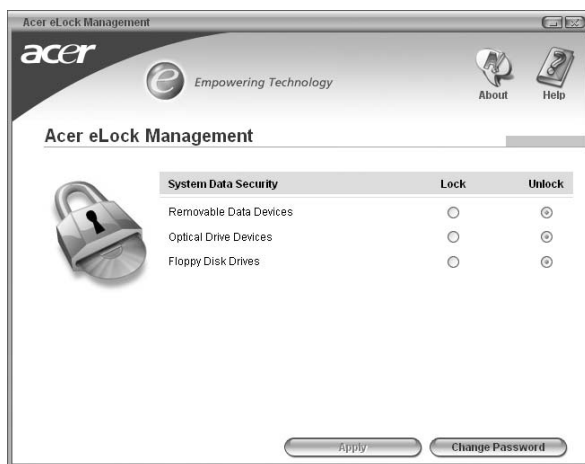 Acer eLock Management
acer
e Empowering Technology
About Help
Acer eLock Management
System Data Security Lock Unlock
Removable Data Devices
Optical Drive Devices
Floppy Disk Drives
Apply Change Password